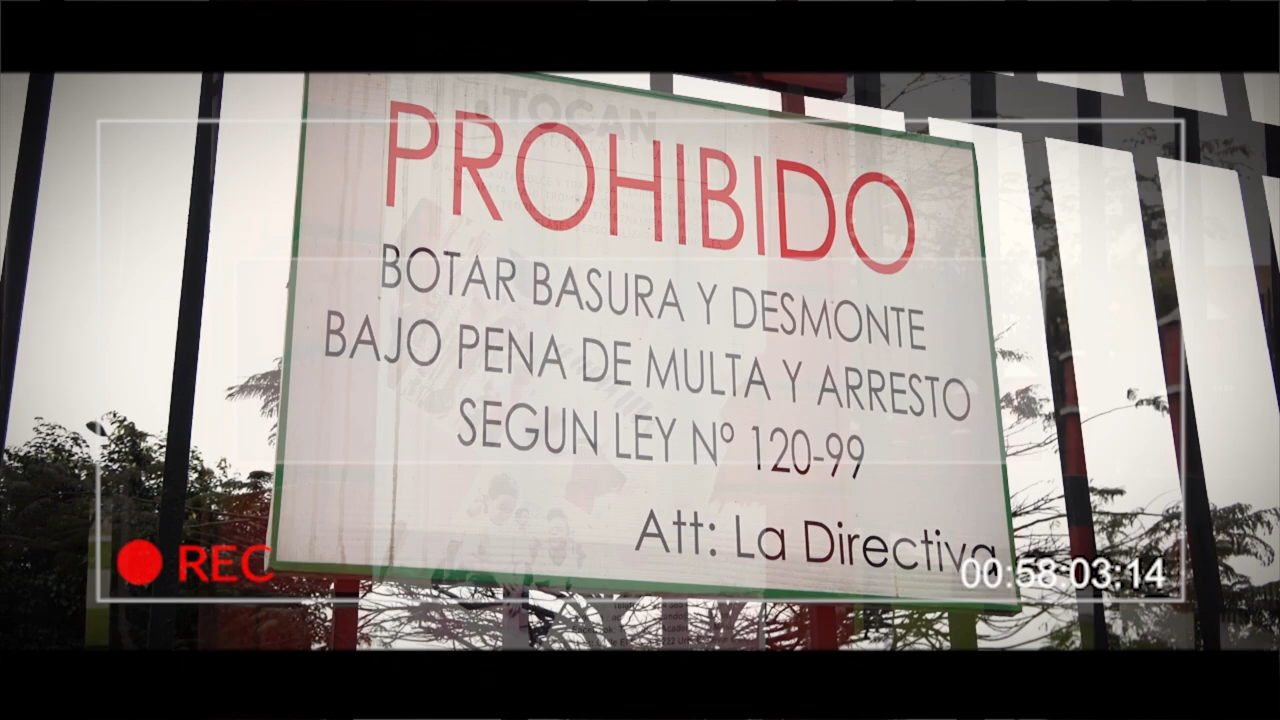 TOCAN
PROHIBIDO
BOTAR BASURA Y DESMONTE
BAJO PENA DE MULTA Y ARRESTO
SEGUN LEY Nº 120-99
Att: La Directiva
REC
00:58:03:14